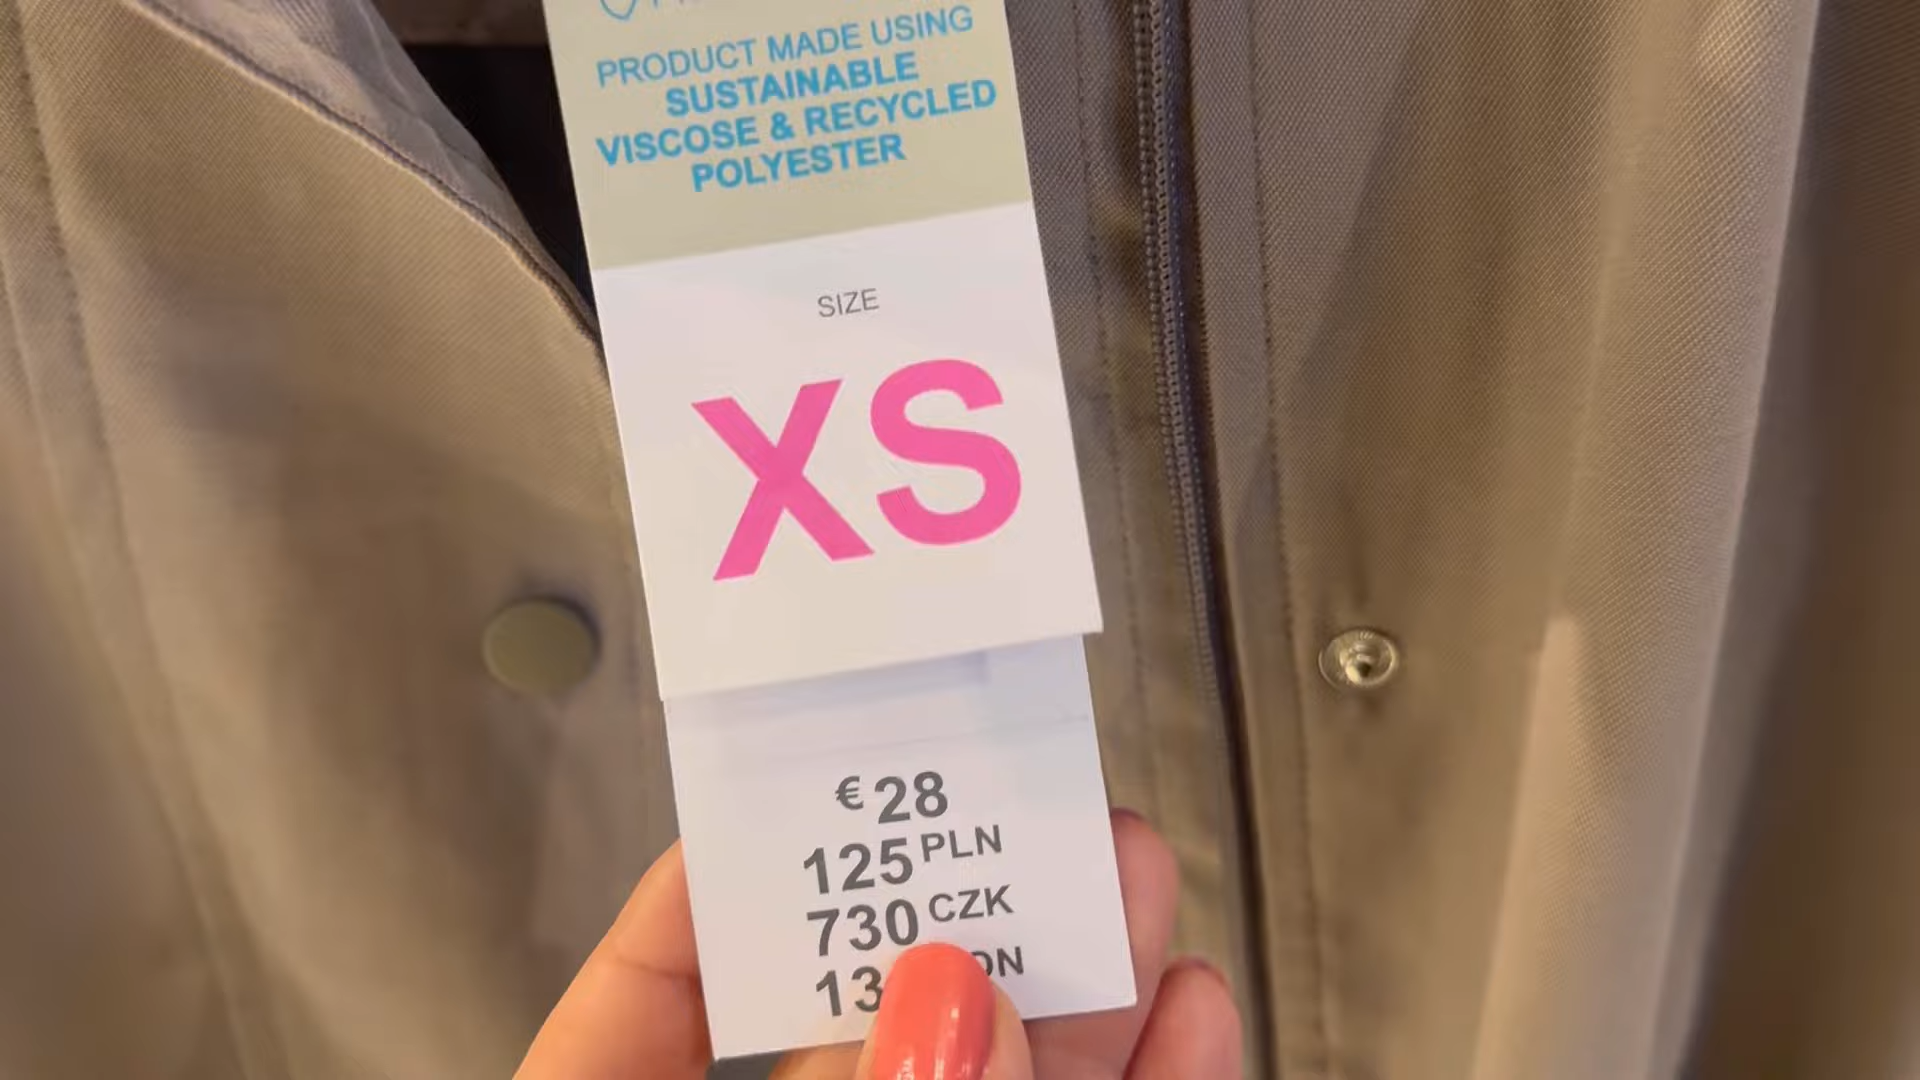 PRODUCT MADE USING
SUSTAINABLE
VISCOSE & RECYCLED
POLYESTER
SIZE
XS
€28
125 PLN
730 CZK